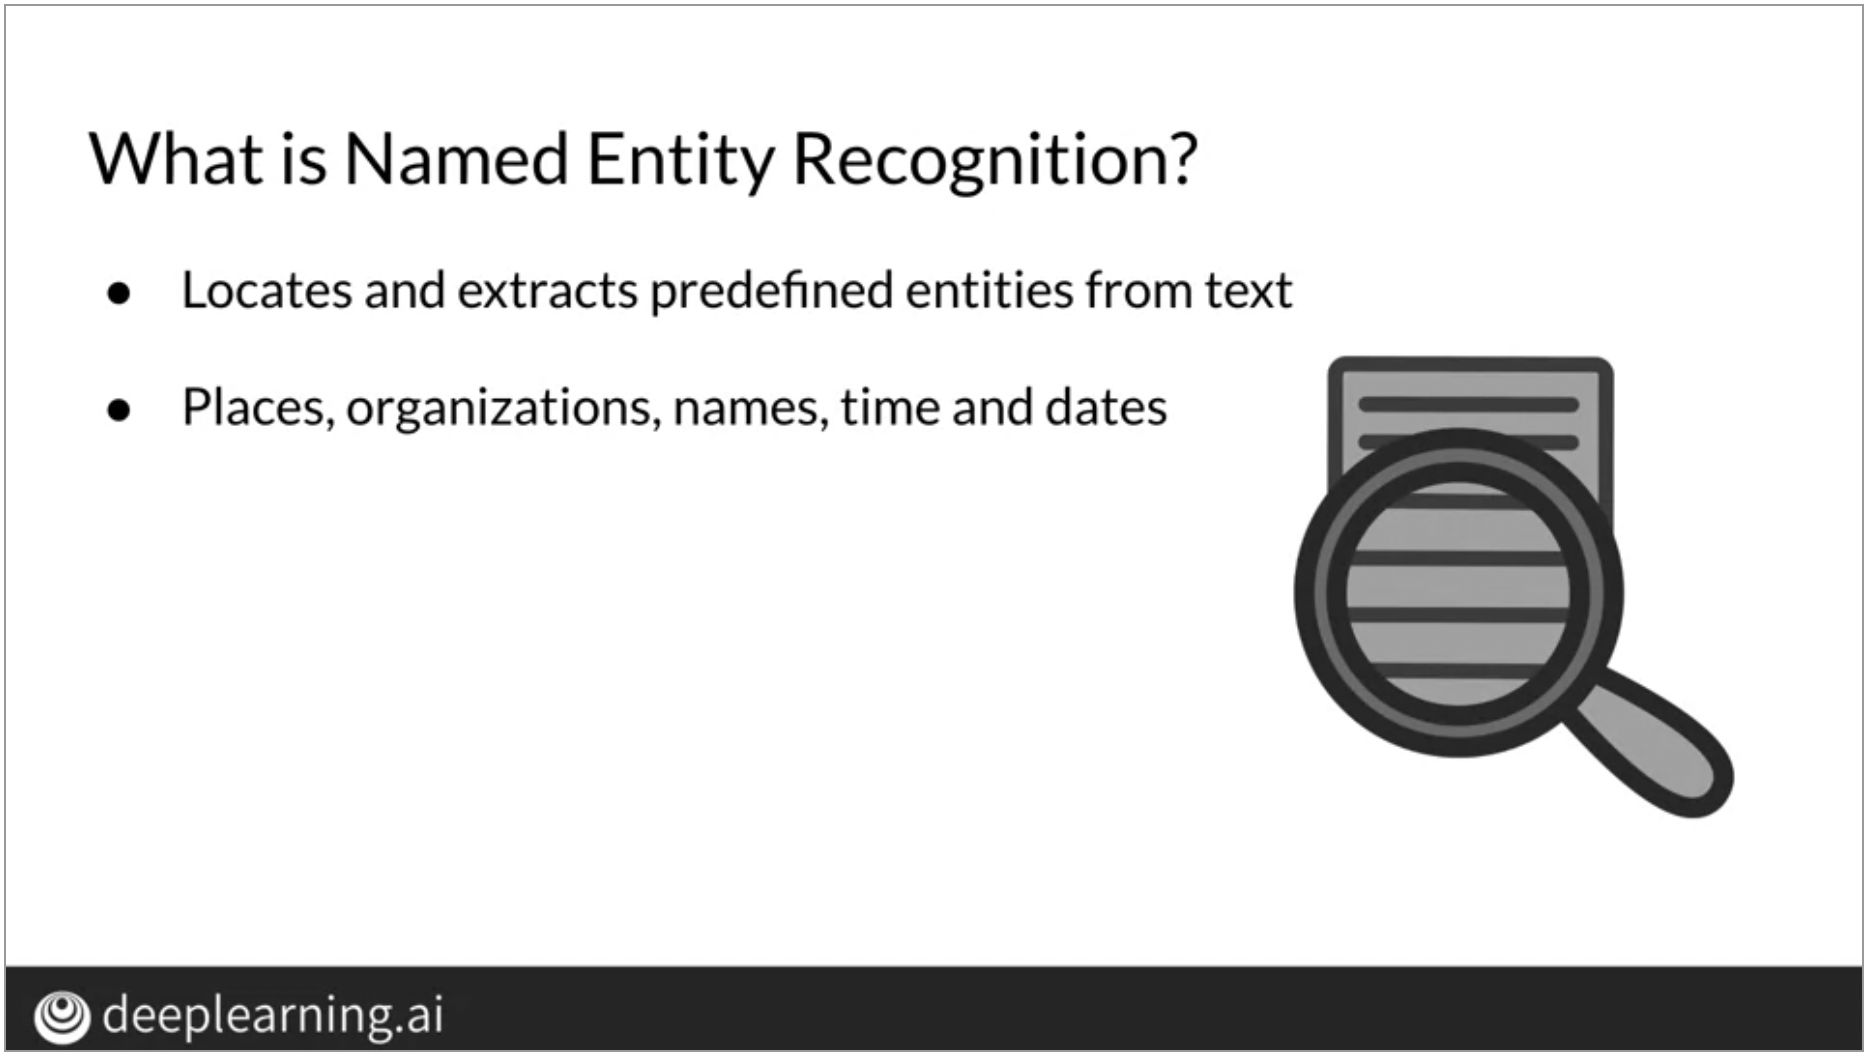 What is Named Entity Recognition?
● Locates and extracts predefined entities from text
● Places, organizations, names, time and dates
deeplearning.ai